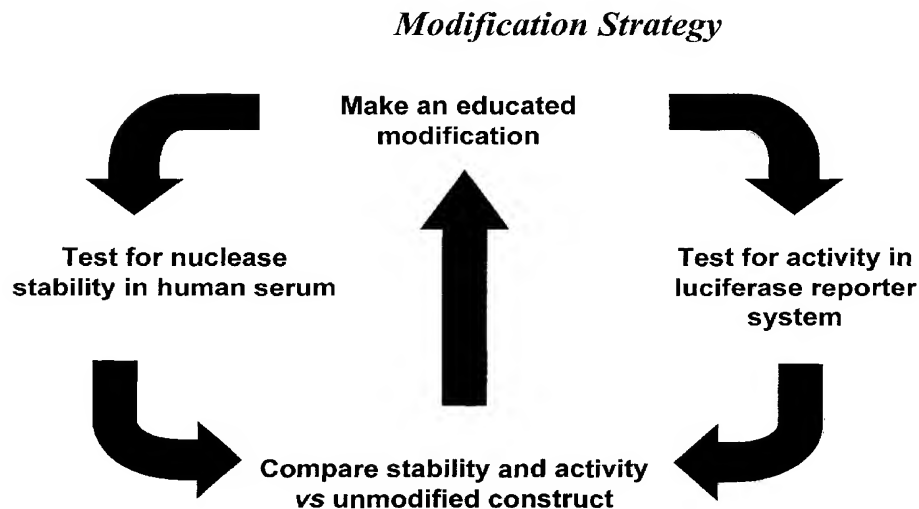 Modification Strategy
Make an educated
modification
Test for nuclease
stability in human serum
Test for activity in
luciferase reporter
system
Compare stability and activity
vs unmodified construct